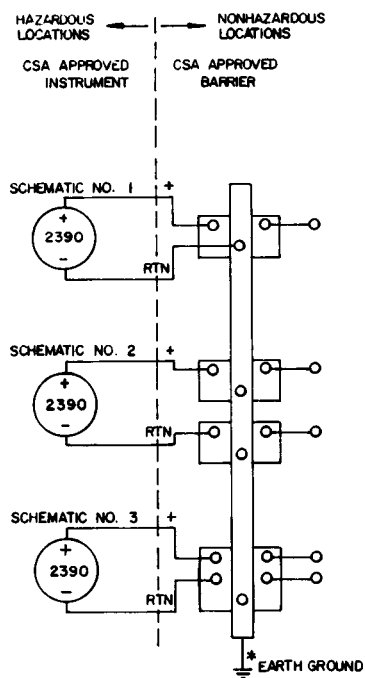 HAZARDOUS LOCATIONS
NONHAZARDOUS LOCATIONS
CSA APPROVED INSTRUMENT
CSA APPROVED BARRIER
SCHEMATIC NO. 1 +
+
2390
−
RTN
SCHEMATIC NO. 2 +
+
2390
−
RTN
SCHEMATIC NO. 3 +
+
2390
−
RTN
* EARTH GROUND